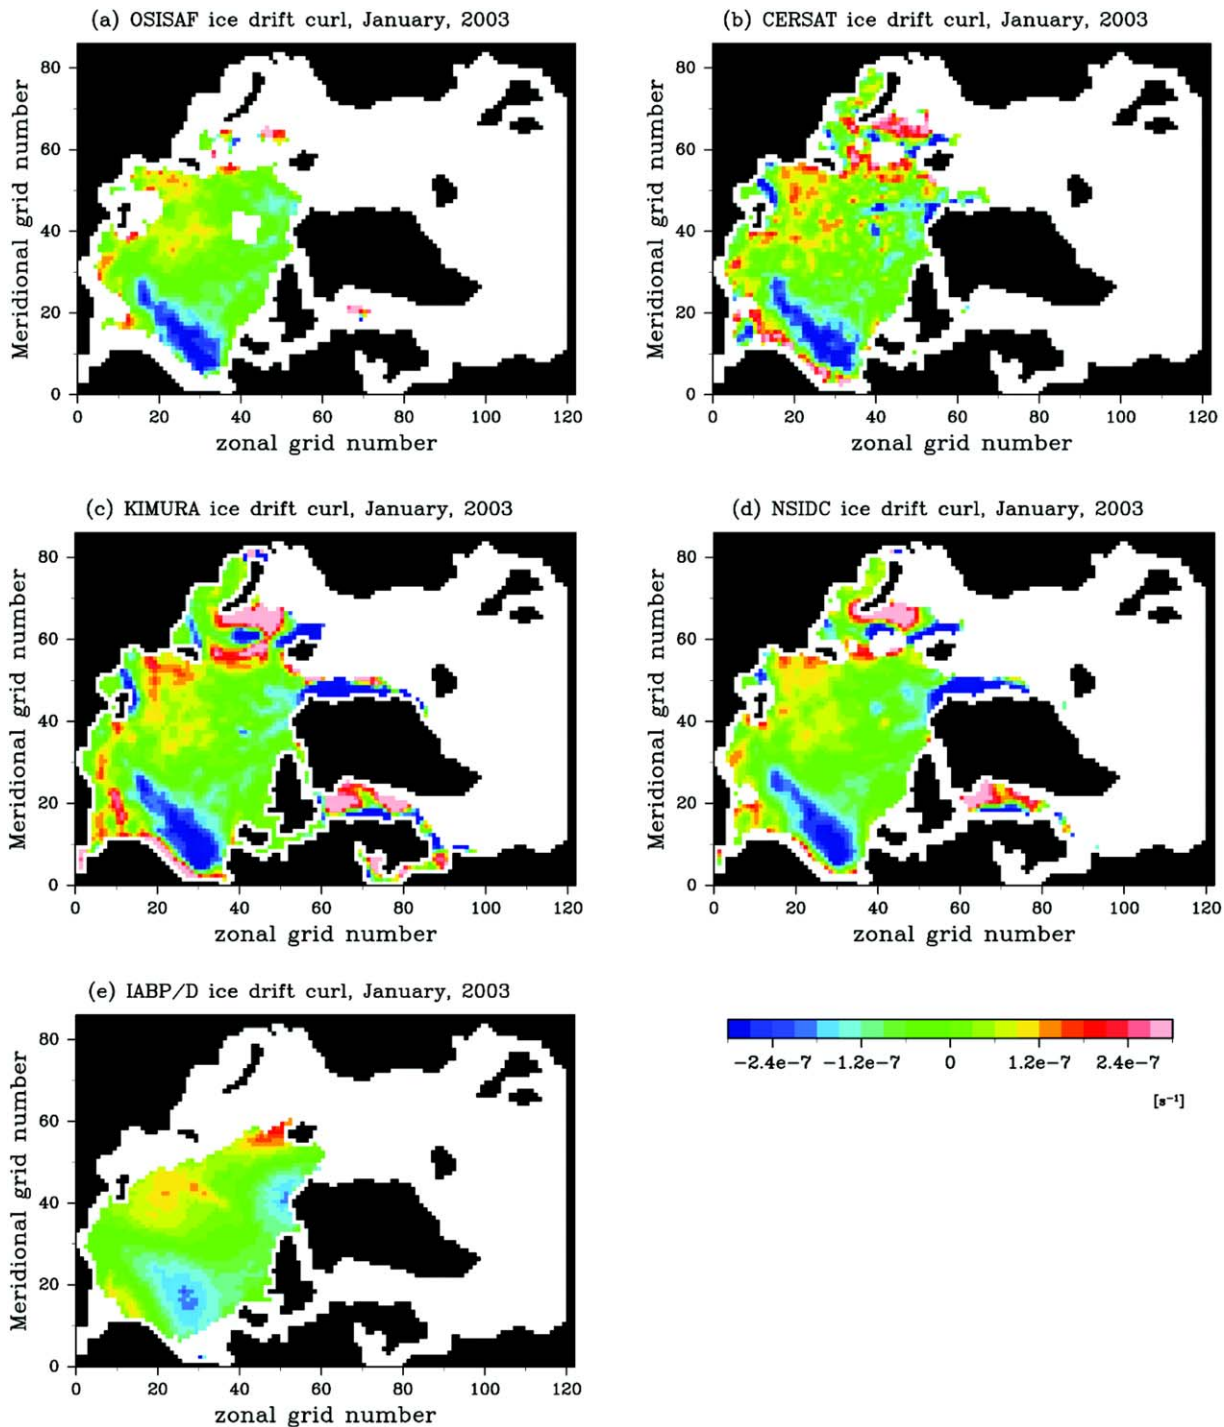 (a) OSISAF ice drift curl, January, 2003
(b) CERSAT ice drift curl, January, 2003
Meridional grid number
80
60
40
20
0
0 20 40 60 80 100 120
zonal grid number
Meridional grid number
80
60
40
20
0
0 20 40 60 80 100 120
zonal grid number
(c) KIMURA ice drift curl, January, 2003
(d) NSIDC ice drift curl, January, 2003
Meridional grid number
80
60
40
20
0
0 20 40 60 80 100 120
zonal grid number
Meridional grid number
80
60
40
20
0
0 20 40 60 80 100 120
zonal grid number
(e) IABP/D ice drift curl, January, 2003
Meridional grid number
80
60
40
20
0
0 20 40 60 80 100 120
zonal grid number
−2.4e−7 −1.2e−7 0 1.2e−7 2.4e−7
[s⁻¹]